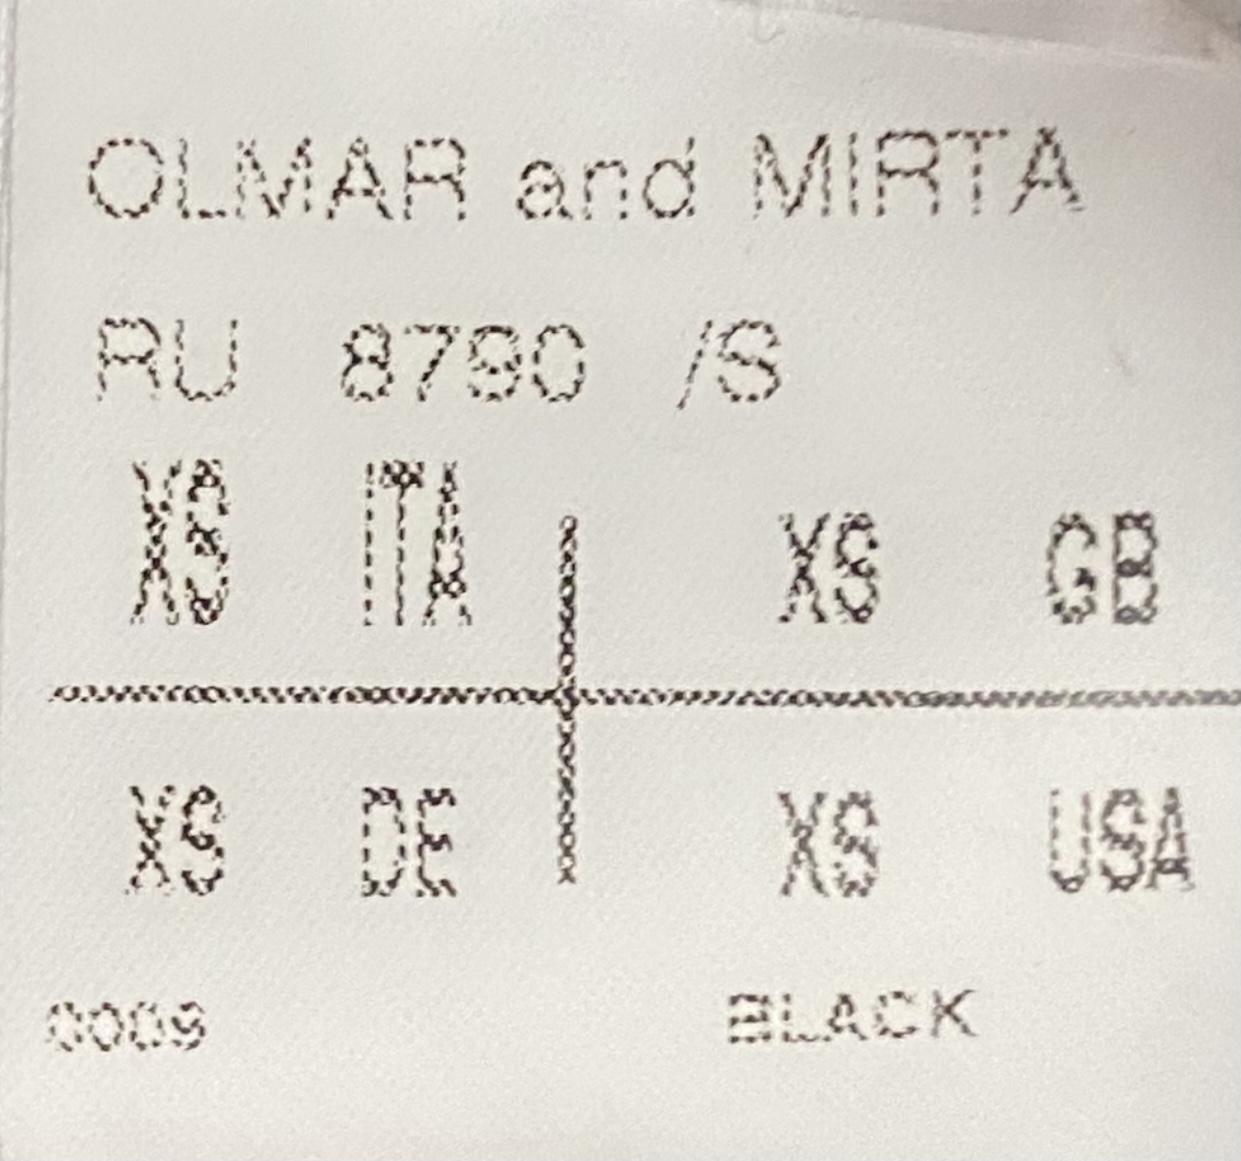 OLMAR and MIRTA
RU 8790 /S
XS ITA XS GB
XS DE XS USA
0009 BLACK